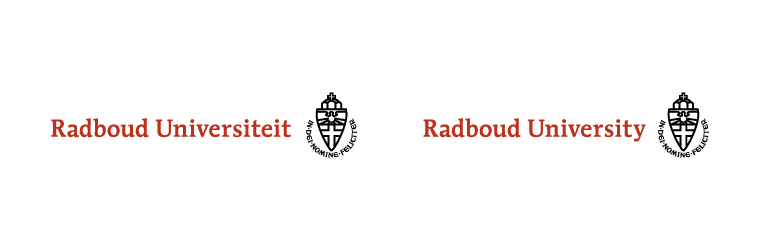 Radboud Universiteit
IN·DEI·NOMINE·FELICITER
Radboud University
IN·DEI·NOMINE·FELICITER